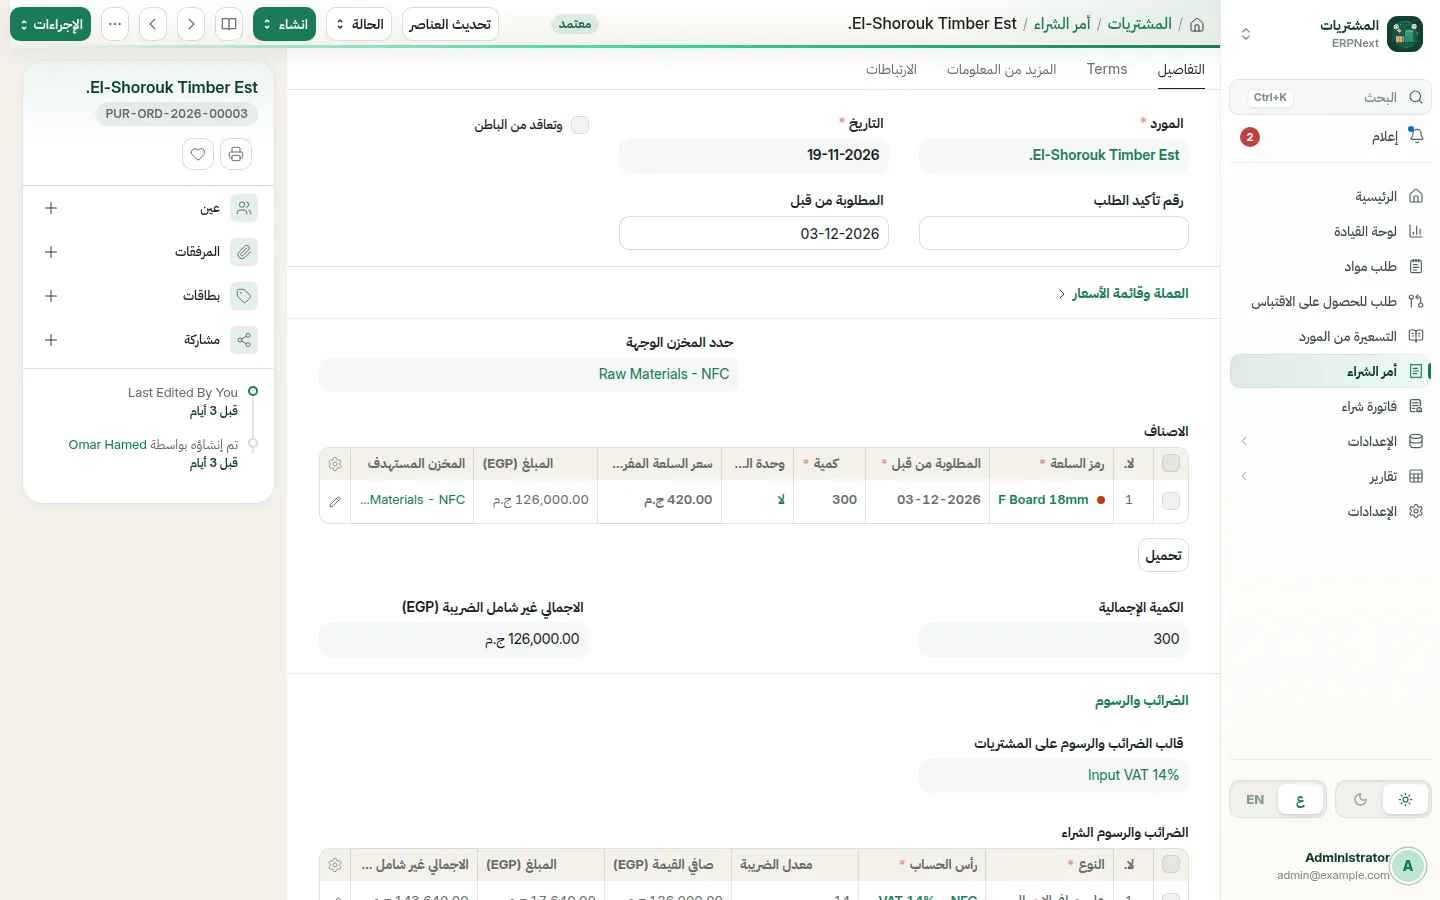 المشتريات
ERPNext
البحث
Ctrl+K
إعلام
2
الرئيسية
لوحة القيادة
طلب مواد
طلب للحصول على الاقتباس
التسعيرة من المورد
أمر الشراء
فاتورة شراء
الإعدادات
تقارير
الإعدادات
ع
EN
Administrator
admin@example.com
A
المشتريات / أمر الشراء / El-Shorouk Timber Est.
معتمد
تحديث العناصر
الحالة
انشاء
الإجراءات
التفاصيل
Terms
المزيد من المعلومات
الارتباطات
المورد *
El-Shorouk Timber Est.
التاريخ *
19-11-2026
وتعاقد من الباطن
رقم تأكيد الطلب
المطلوبة من قبل
03-12-2026
العملة وقائمة الأسعار
حدد المخزن الوجهة
Raw Materials - NFC
الاصناف
لا.
رمز السلعة *
المطلوبة من قبل *
كمية *
وحدة الـ...
سعر السلعة المفر...
المبلغ (EGP)
المخزن المستهدف
1
F Board 18mm
03-12-2026
300
لا
420.00 ج.م
126,000.00 ج.م
Materials - NFC...
تحميل
الكمية الإجمالية
300
الاجمالي غير شامل الضريبة (EGP)
126,000.00 ج.م
الضرائب والرسوم
قالب الضرائب والرسوم على المشتريات
Input VAT 14%
الضرائب والرسوم الشراء
لا.
النوع *
رأس الحساب *
معدل الضريبة
صافي القيمة (EGP)
المبلغ (EGP)
الاجمالي غير شامل ...
El-Shorouk Timber Est.
PUR-ORD-2026-00003
عين
المرفقات
بطاقات
مشاركة
Last Edited By You
قبل 3 أيام
تم إنشاؤه بواسطة Omar Hamed
قبل 3 أيام